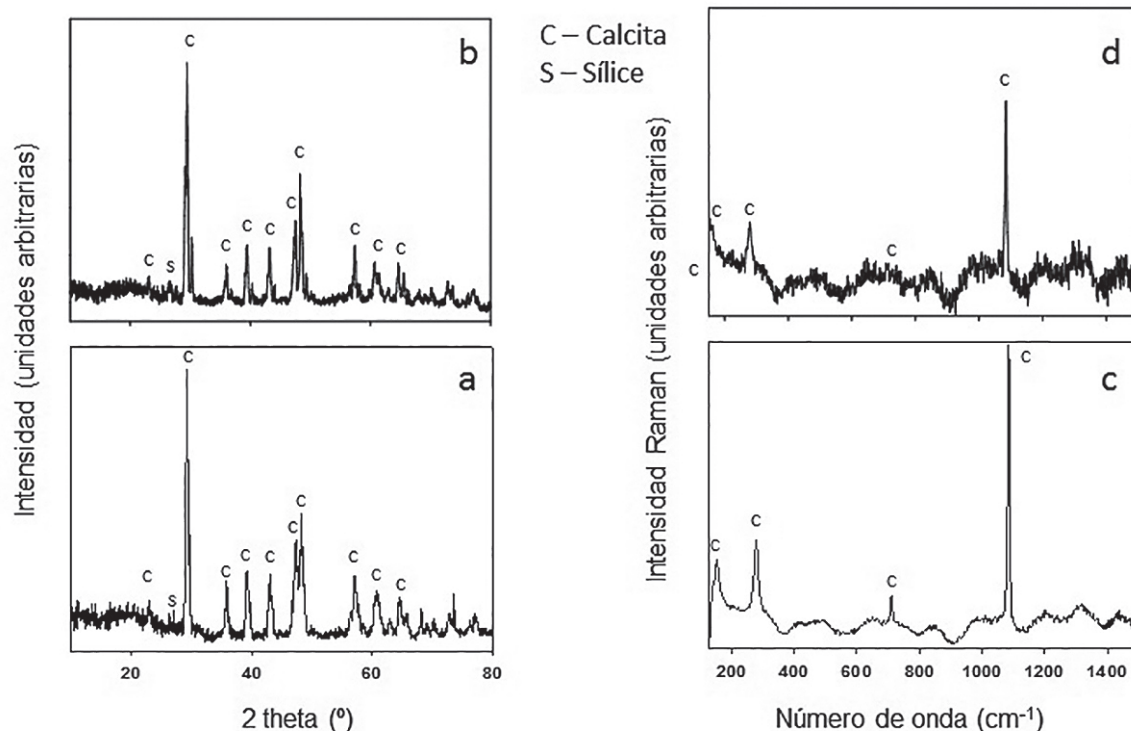 C – Calcita
S – Sílice
b
C
C
S
C
C
C
C
C
C
C
C
Intensidad (unidades arbitrarias)
a
C
C
S
C
C
C
C
C
C
C
C
20
40
60
80
2 theta (º)
d
C
C
C
C
C
Intensidad Raman (unidades arbitrarias)
c
C
C
C
C
200
400
600
800
1000
1200
1400
Número de onda (cm-1)